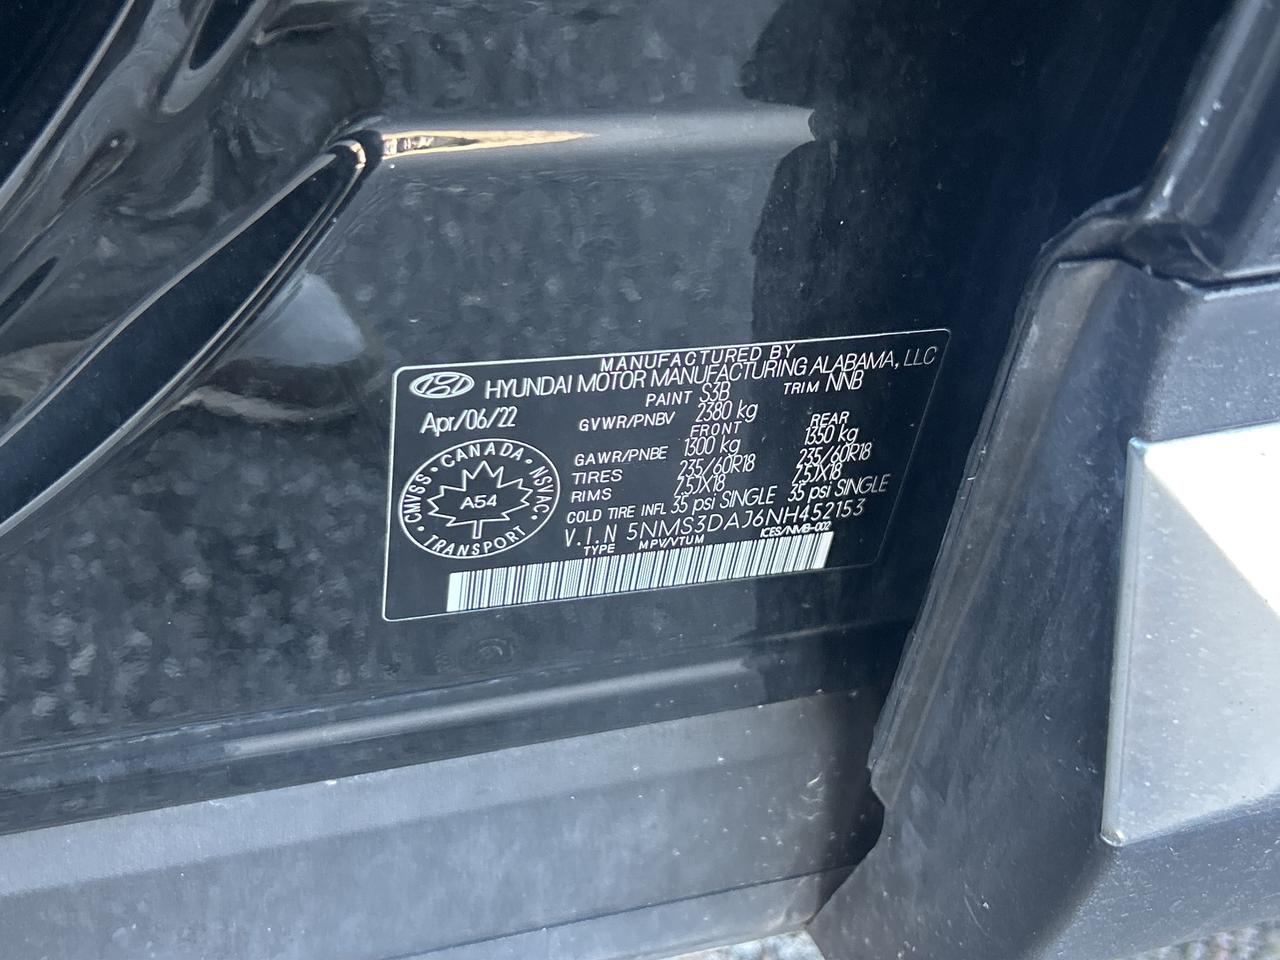 MANUFACTURED BY
HYUNDAI MOTOR MANUFACTURING ALABAMA, LLC
PAINT S3B TRIM NNB
Apr/06/22 GVWR/PNBV 2380 kg
FRONT REAR
GAWR/PNBE 1300 kg 1350 kg
TIRES 235/60R18 235/60R18
RIMS 7.5JX18 7.5JX18
COLD TIRE INFL 35 psi SINGLE 35 psi SINGLE
V.I.N 5NMS3DAJ6NH452153
TYPE MPV/VTUM ICES/NMB-002
CANADA
CMVSS NSVAC
A54
TRANSPORT